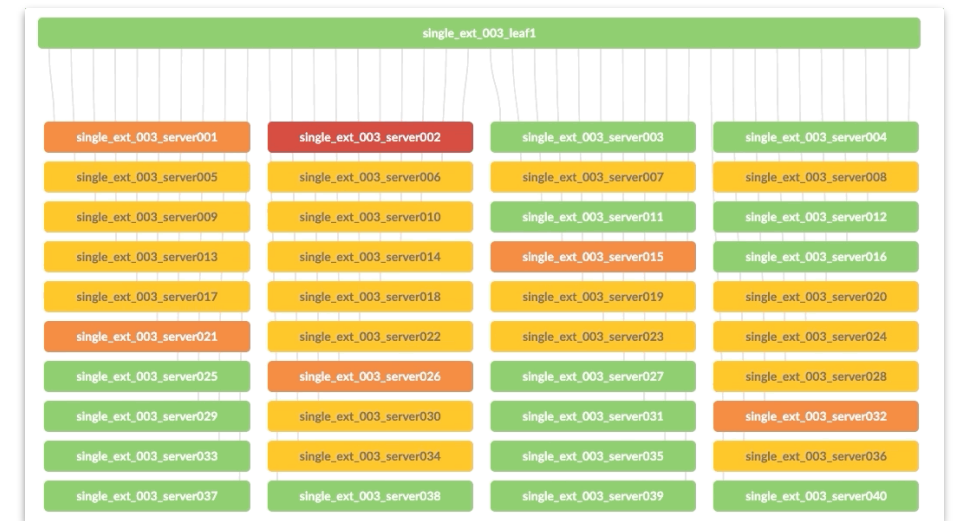 single_ext_003_leaf1
single_ext_003_server001 single_ext_003_server002 single_ext_003_server003 single_ext_003_server004
single_ext_003_server005 single_ext_003_server006 single_ext_003_server007 single_ext_003_server008
single_ext_003_server009 single_ext_003_server010 single_ext_003_server011 single_ext_003_server012
single_ext_003_server013 single_ext_003_server014 single_ext_003_server015 single_ext_003_server016
single_ext_003_server017 single_ext_003_server018 single_ext_003_server019 single_ext_003_server020
single_ext_003_server021 single_ext_003_server022 single_ext_003_server023 single_ext_003_server024
single_ext_003_server025 single_ext_003_server026 single_ext_003_server027 single_ext_003_server028
single_ext_003_server029 single_ext_003_server030 single_ext_003_server031 single_ext_003_server032
single_ext_003_server033 single_ext_003_server034 single_ext_003_server035 single_ext_003_server036
single_ext_003_server037 single_ext_003_server038 single_ext_003_server039 single_ext_003_server040